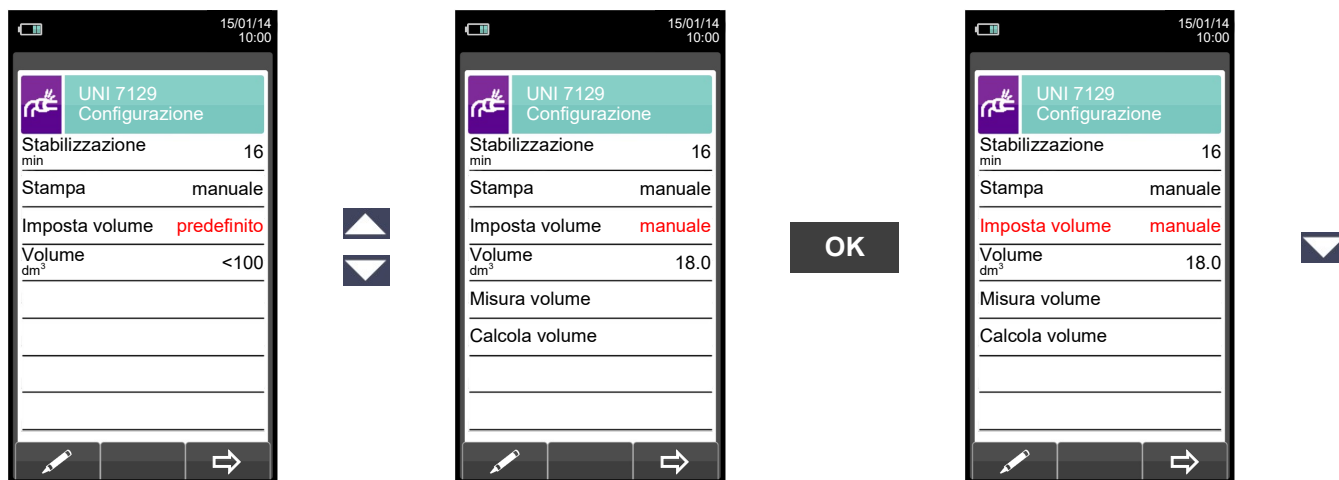 15/01/14
10:00
UNI 7129
Configurazione
Stabilizzazione
min
16
Stampa manuale
Imposta volume predefinito
Volume
dm³
<100
15/01/14
10:00
UNI 7129
Configurazione
Stabilizzazione
min
16
Stampa manuale
Imposta volume manuale
Volume
dm³
18.0
Misura volume
Calcola volume
OK
15/01/14
10:00
UNI 7129
Configurazione
Stabilizzazione
min
16
Stampa manuale
Imposta volume manuale
Volume
dm³
18.0
Misura volume
Calcola volume